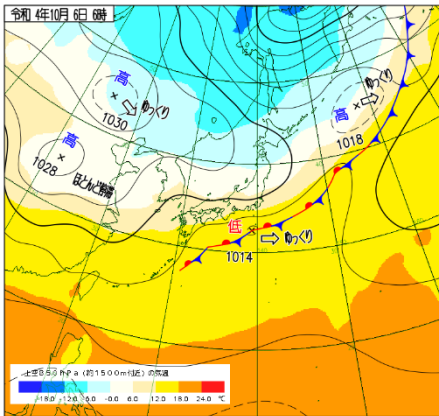 令和 4年10月 6日 6時
高
ゆっくり
1030
高
ゆっくり
1018
高
1028
ほとんど停滞
低
ゆっくり
1014
上空850hPa（約1500m付近）の気温
-18.0 -12.0 -6.0 -0.0 6.0 12.0 18.0 24.0 ℃